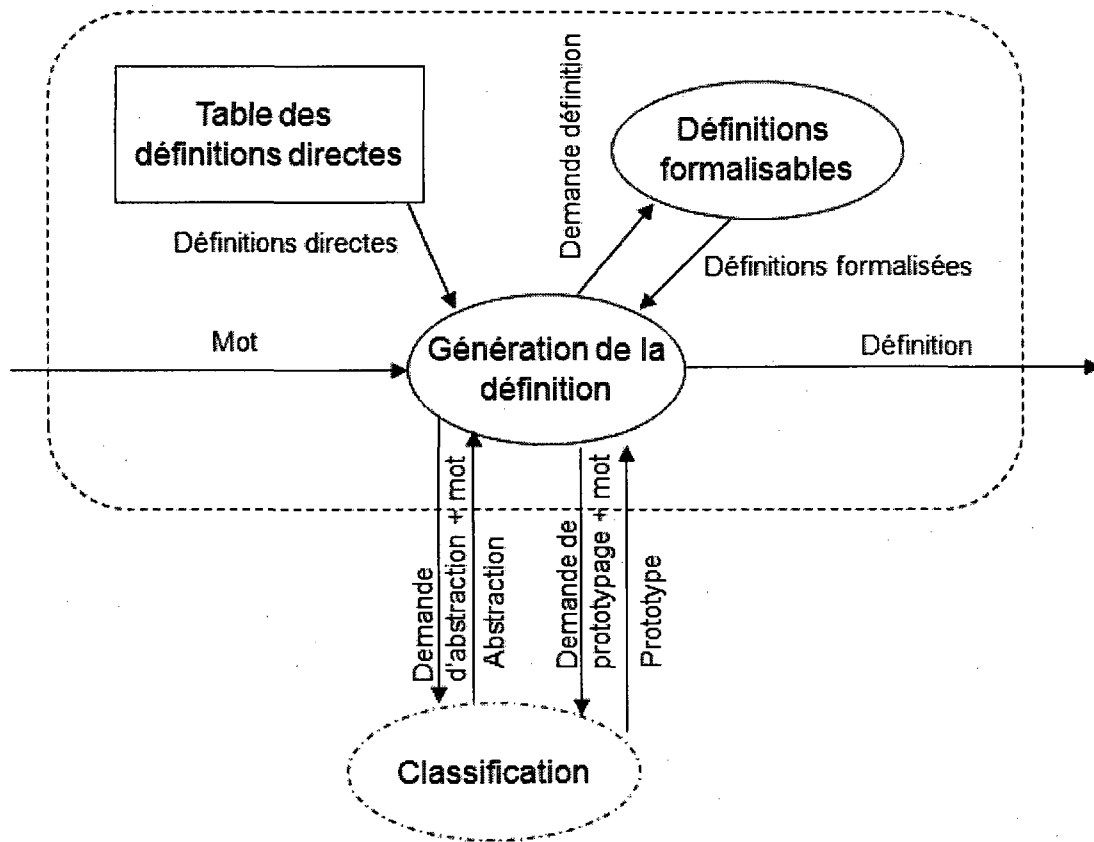 Table des
définitions directes
Demande définition
Définitions
formalisables
Définitions directes
Définitions formalisées
Mot
Génération de la
définition
Définition
Demande
d'abstraction + mot
Abstraction
Demande de
prototypage + mot
Prototype
Classification